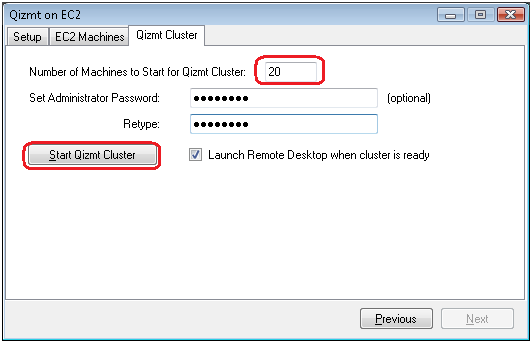 Qizmt on EC2
Setup EC2 Machines Qizmt Cluster
Number of Machines to Start for Qizmt Cluster: 20
Set Administrator Password: ●●●●●●●● (optional)
Retype: ●●●●●●●●
Start Qizmt Cluster Launch Remote Desktop when cluster is ready
Previous Next